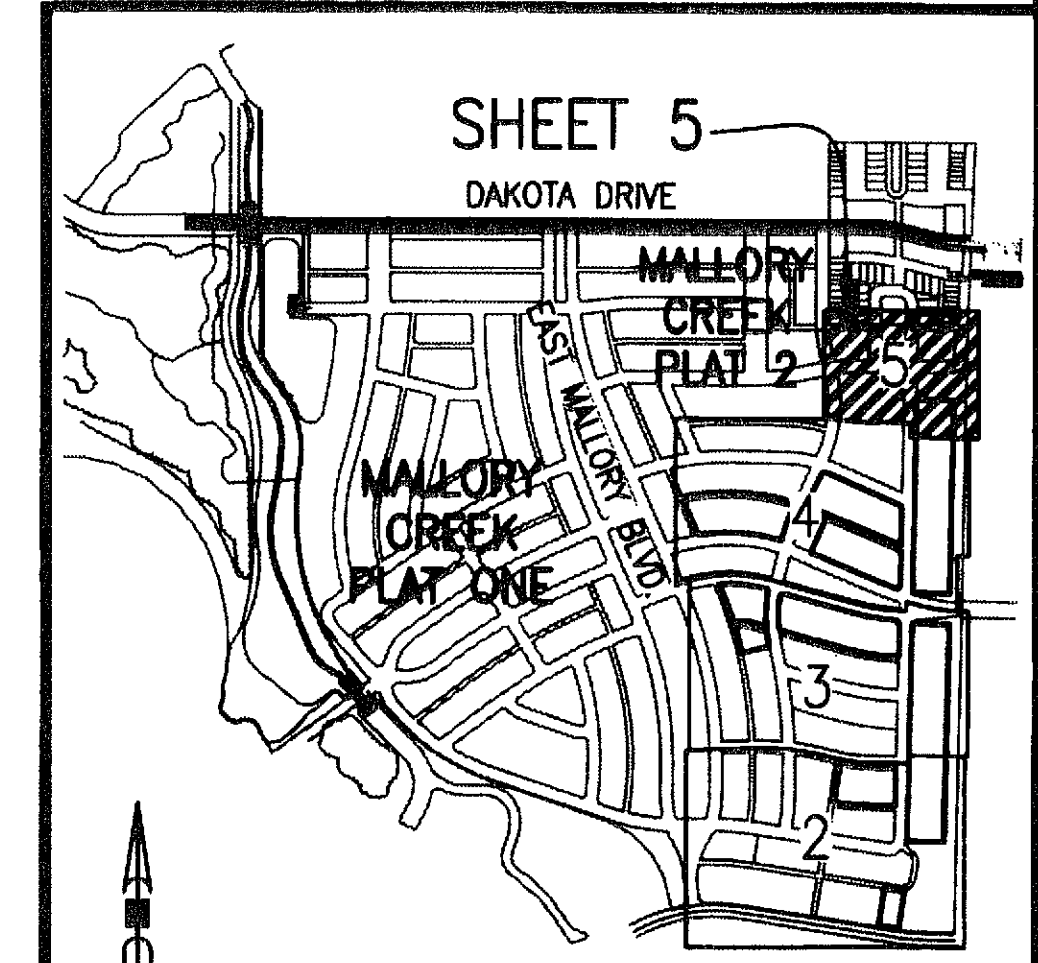 SHEET 5
DAKOTA DRIVE
MALLORY
CREEK
PLAT 2
5
EAST MALLORY BLVD.
MALLORY
CREEK
PLAT ONE
4
3
2